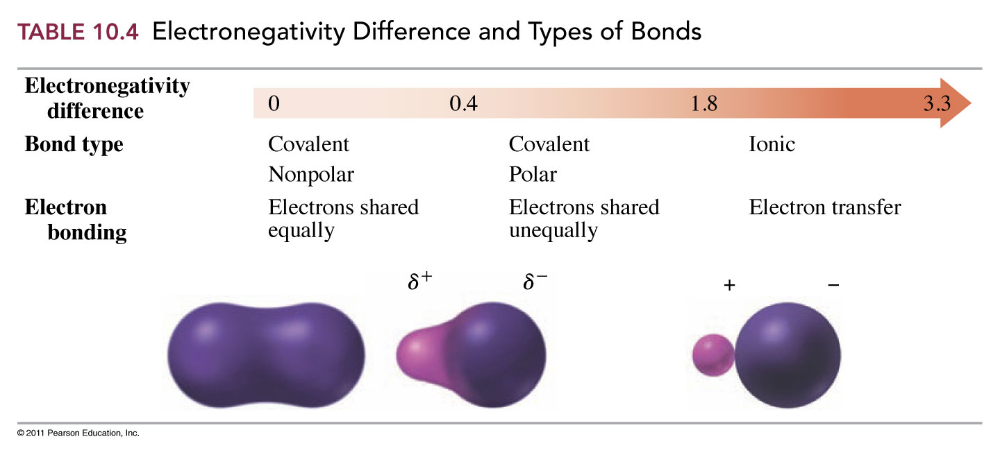 TABLE 10.4 Electronegativity Difference and Types of Bonds
Electronegativity
difference
0 0.4 1.8 3.3
Bond type
Covalent Covalent Ionic
Nonpolar Polar
Electron
bonding
Electrons shared Electrons shared Electron transfer
equally unequally
δ+ δ− + −
© 2011 Pearson Education, Inc.